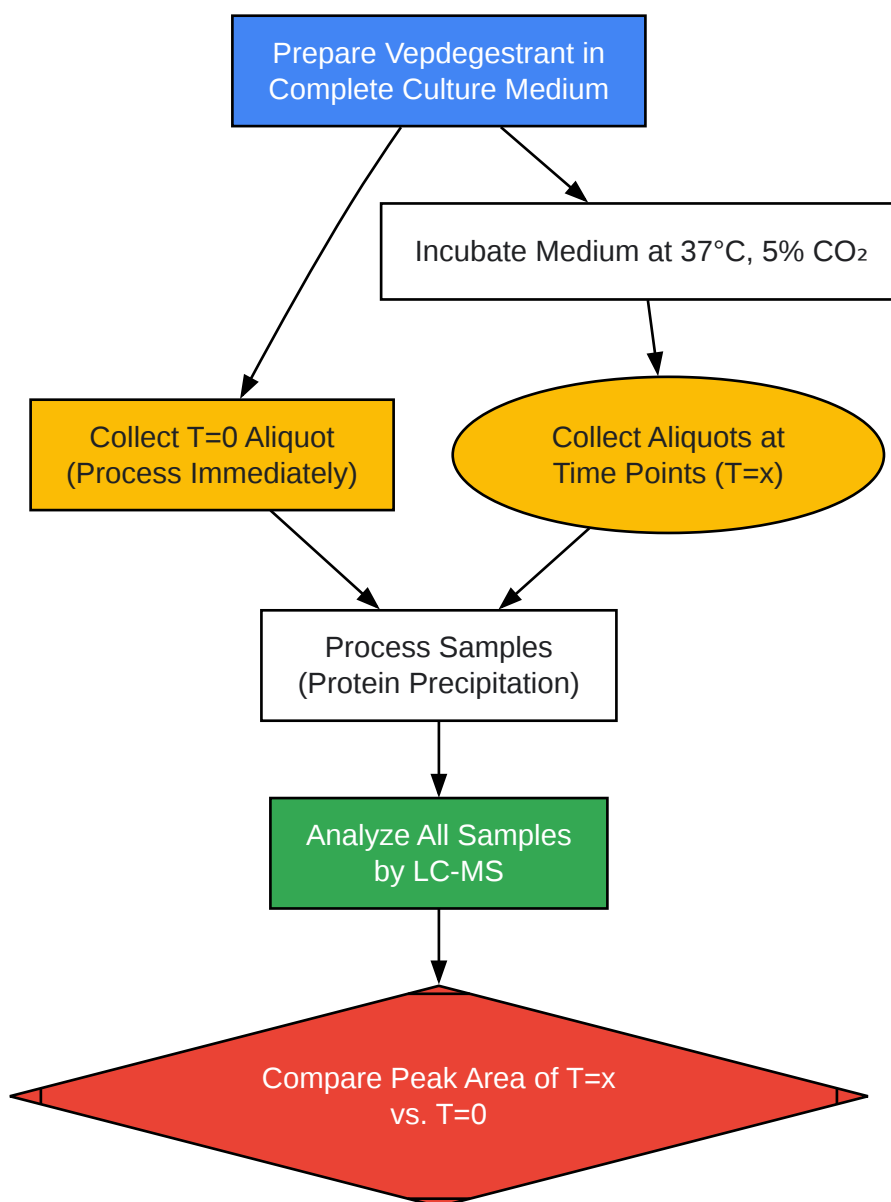 Prepare Vepdegestrant in
Complete Culture Medium
Incubate Medium at 37°C, 5% CO₂
Collect T=0 Aliquot
(Process Immediately)
Collect Aliquots at
Time Points (T=x)
Process Samples
(Protein Precipitation)
Analyze All Samples
by LC-MS
Compare Peak Area of T=x
vs. T=0